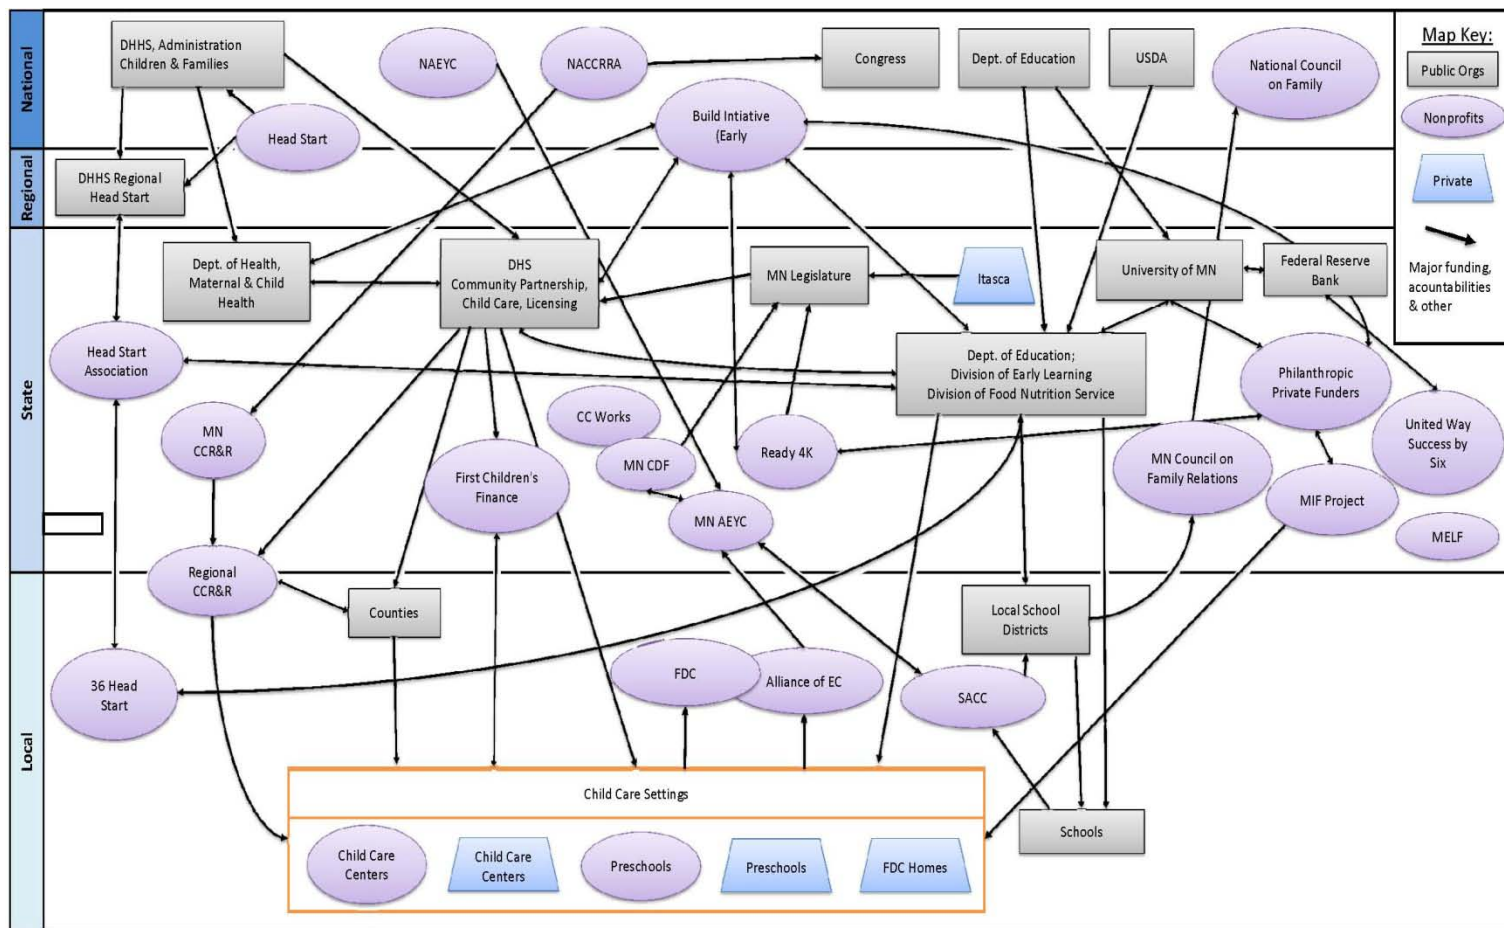 National
DHHS, Administration
Children & Families
NAEYC
NACCRRA
Congress
Dept. of Education
USDA
National Council
on Family
Head Start
Build Intiative
(Early
Map Key:
Public Orgs
Nonprofits
Private
Major funding,
acountabilities
& other
Regional
DHHS Regional
Head Start
State
Dept. of Health,
Maternal & Child
Health
DHS
Community Partnership,
Child Care, Licensing
MN Legislature
Itasca
University of MN
Federal Reserve
Bank
Head Start
Association
Dept. of Education;
Division of Early Learning
Division of Food Nutrition Service
Philanthropic
Private Funders
United Way
Success by
Six
MN
CCR&R
First Children's
Finance
CC Works
MN CDF
Ready 4K
MN AEYC
MN Council on
Family Relations
MIF Project
MELF
Regional
CCR&R
Local
Counties
Local School
Districts
36 Head
Start
FDC
Alliance of EC
SACC
Schools
Child Care Settings
Child Care
Centers
Child Care
Centers
Preschools
Preschools
FDC Homes